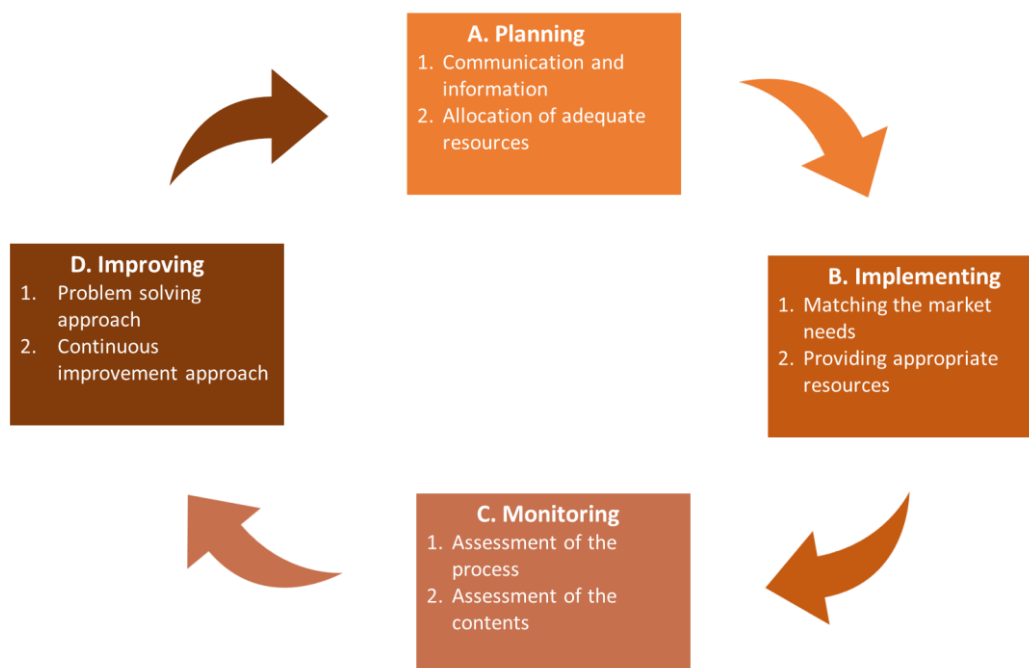 A. Planning
1. Communication and
information
2. Allocation of adequate
resources
B. Implementing
1. Matching the market
needs
2. Providing appropriate
resources
C. Monitoring
1. Assessment of the
process
2. Assessment of the
contents
D. Improving
1. Problem solving
approach
2. Continuous
improvement approach